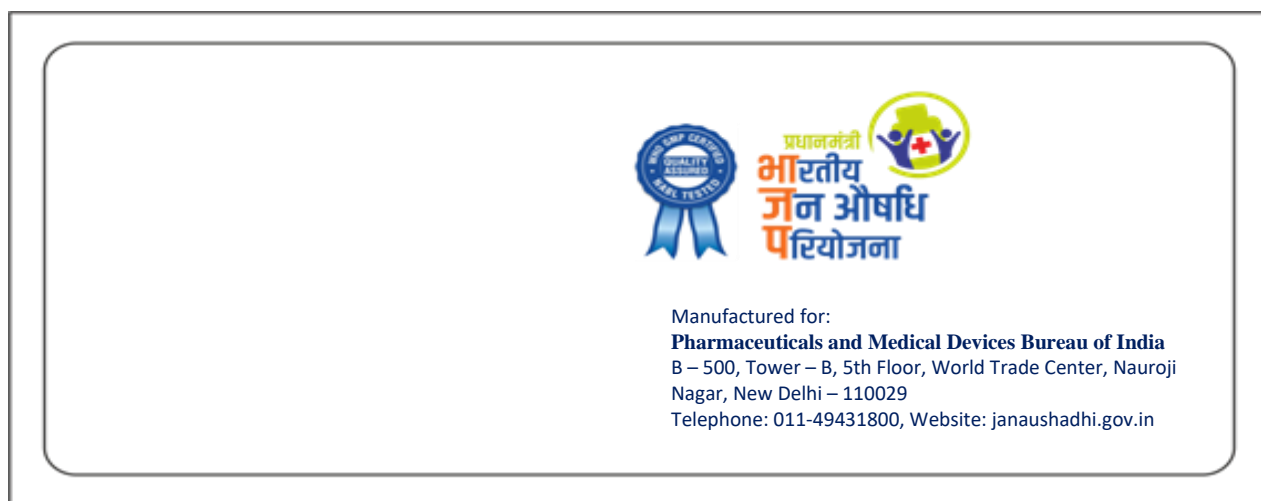 WHO GMP CERTIFIED
QUALITY
ASSURED
NABL TESTED
प्रधानमंत्री
भारतीय
जन औषधि
परियोजना
Manufactured for:
Pharmaceuticals and Medical Devices Bureau of India
B – 500, Tower – B, 5th Floor, World Trade Center, Nauroji
Nagar, New Delhi – 110029
Telephone: 011-49431800, Website: janaushadhi.gov.in